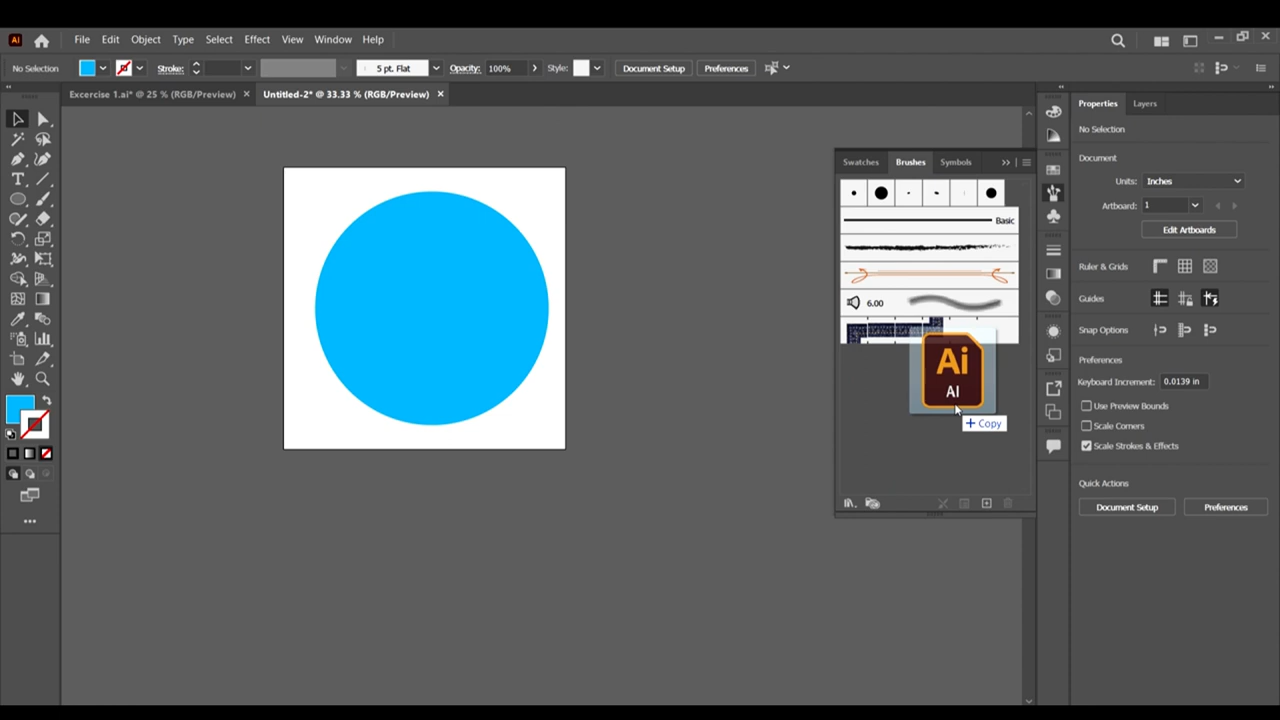 Ai File Edit Object Type Select Effect View Window Help
No Selection Stroke: 5 pt. Flat Opacity: 100% Style: Document Setup Preferences
Excercise 1.ai* @ 25 % (RGB/Preview) × Untitled-2* @ 33.33 % (RGB/Preview) ×
Swatches Brushes Symbols
Basic
6.00
Ai
AI
+ Copy
Properties Layers
No Selection
Document
Units: Inches
Artboard: 1
Edit Artboards
Ruler & Grids
Guides
Snap Options
Preferences
Keyboard Increment: 0.0139 in
Use Preview Bounds
Scale Corners
Scale Strokes & Effects
Quick Actions
Document Setup Preferences